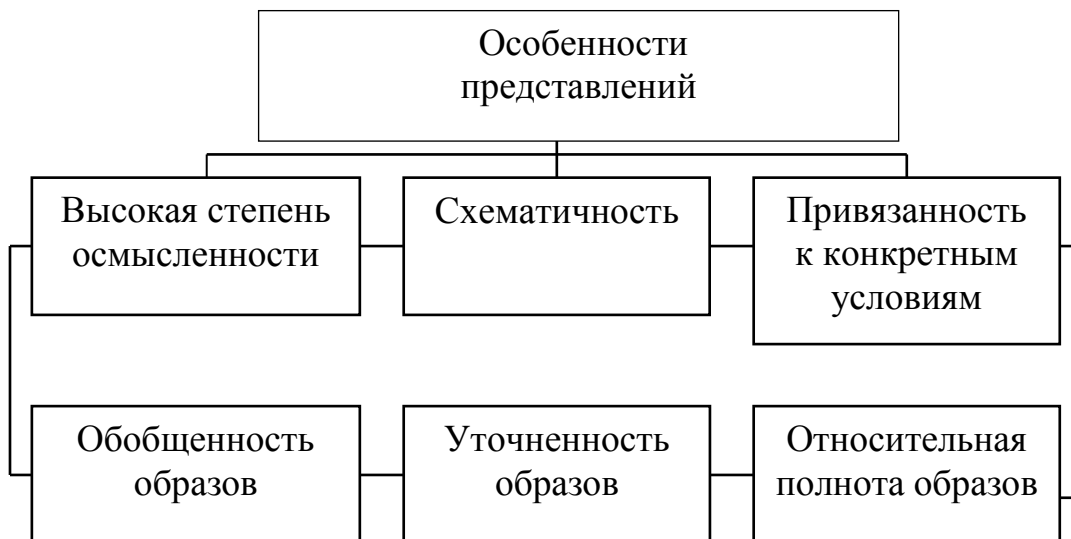 Особенности
представлений
Высокая степень
осмысленности
Схематичность
Привязанность
к конкретным
условиям
Обобщенность
образов
Уточненность
образов
Относительная
полнота образов